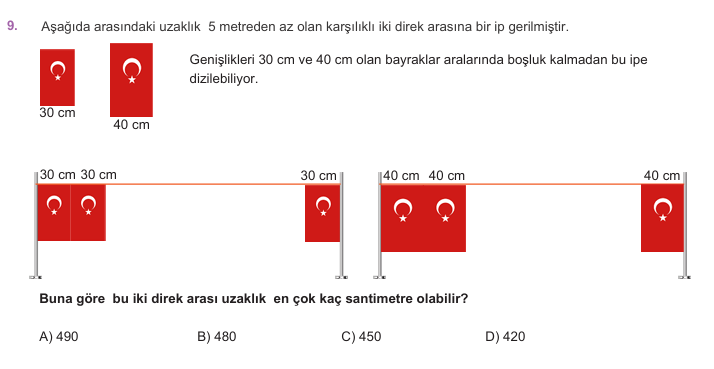 9. Aşağıda arasındaki uzaklık 5 metreden az olan karşılıklı iki direk arasına bir ip gerilmiştir.
Genişlikleri 30 cm ve 40 cm olan bayraklar aralarında boşluk kalmadan bu ipe
dizilebiliyor.
30 cm
40 cm
30 cm 30 cm 30 cm 40 cm 40 cm 40 cm
Buna göre bu iki direk arası uzaklık en çok kaç santimetre olabilir?
A) 490 B) 480 C) 450 D) 420